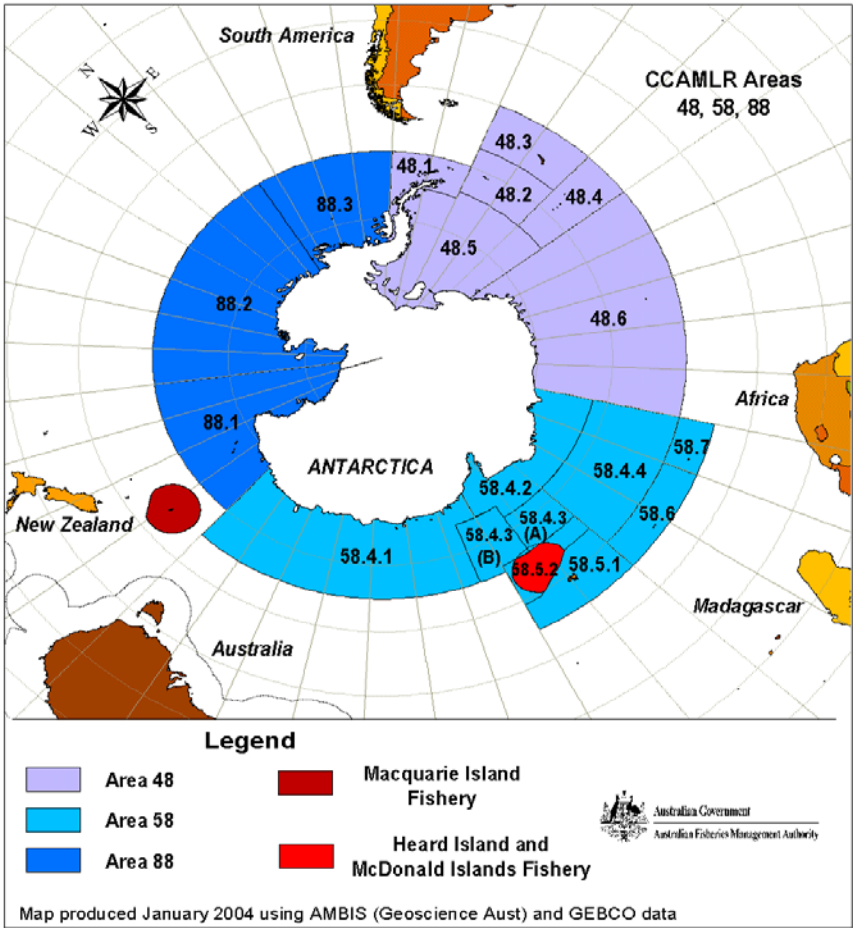 South America
N
E
W
S
CCAMLR Areas
48, 58, 88
48.3
48.1
48.2
48.4
88.3
48.5
88.2
48.6
Africa
88.1
58.7
ANTARCTICA
58.4.4
58.4.2
New Zealand
58.6
58.4.3
(A)
58.4.3
(B)
58.4.1
58.5.2
58.5.1
Madagascar
Australia
Legend
Area 48
Macquarie Island
Fishery
Area 58
Area 88
Heard Island and
McDonald Islands Fishery
Australian Government
Australian Fisheries Management Authority
Map produced January 2004 using AMBIS (Geoscience Aust) and GEBCO data